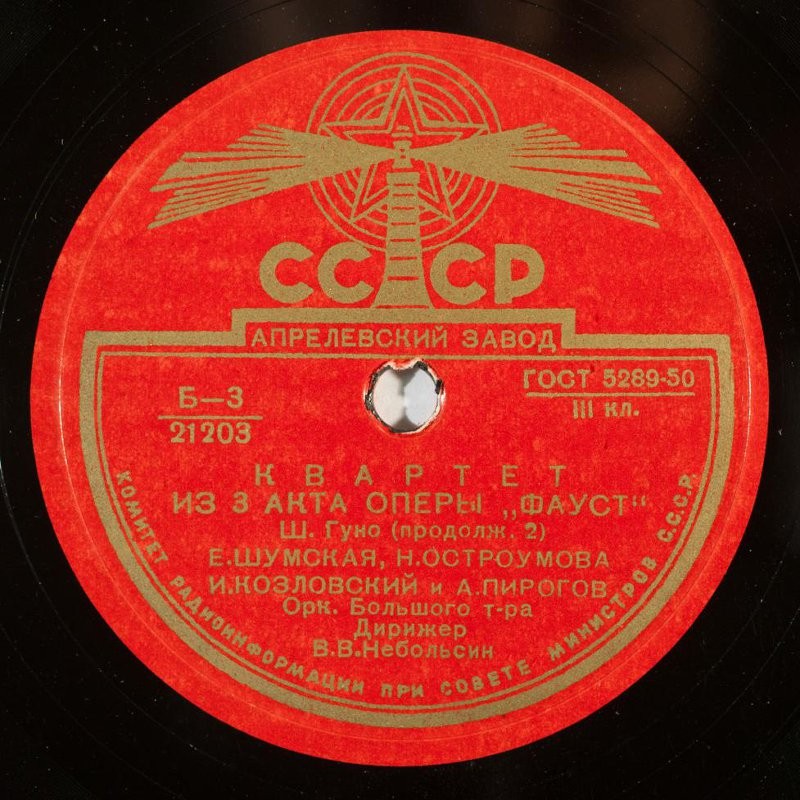 СССР
АПРЕЛЕВСКИЙ ЗАВОД
Б—3
21203
ГОСТ 5289-50
III кл.
КВАРТЕТ
ИЗ 3 АКТА ОПЕРЫ „ФАУСТ“
Ш. Гуно (продолж. 2)
Е.ШУМСКАЯ, Н.ОСТРОУМОВА
И.КОЗЛОВСКИЙ и А.ПИРОГОВ
Орк. Большого т-ра
Дирижер
В.В.Небольсин
КОМИТЕТ РАДИОИНФОРМАЦИИ ПРИ СОВЕТЕ МИНИСТРОВ С.С.С.Р.